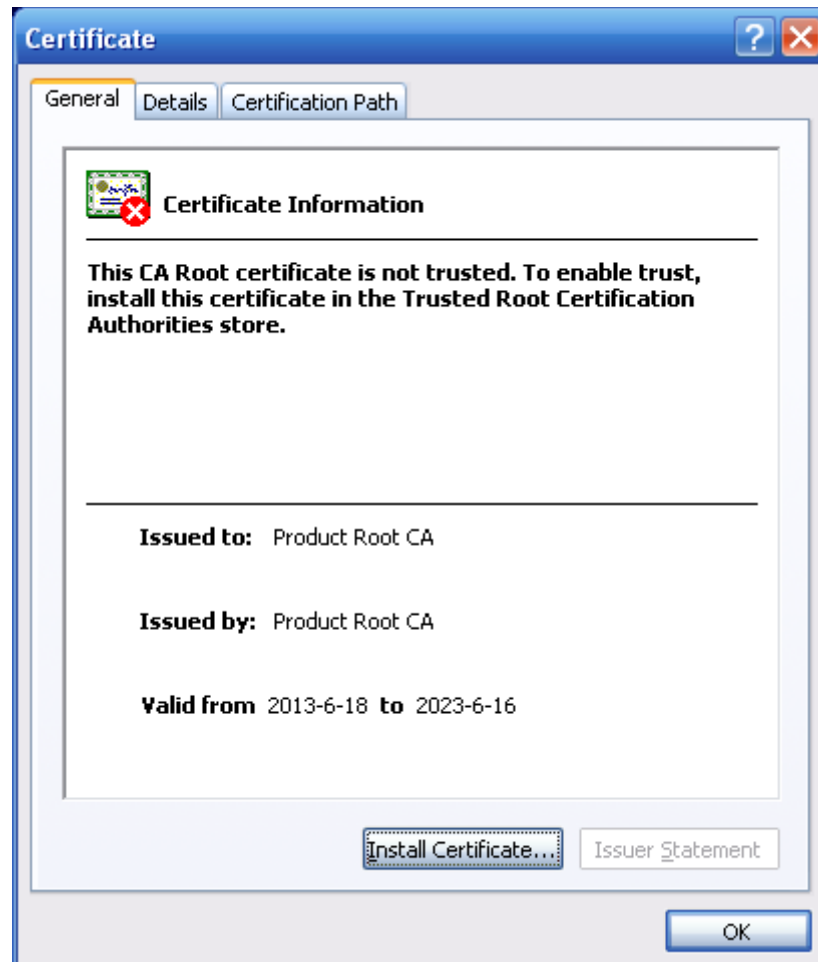 Certificate
General Details Certification Path
Certificate Information
This CA Root certificate is not trusted. To enable trust,
install this certificate in the Trusted Root Certification
Authorities store.
Issued to: Product Root CA
Issued by: Product Root CA
Valid from 2013-6-18 to 2023-6-16
Install Certificate... Issuer Statement
OK